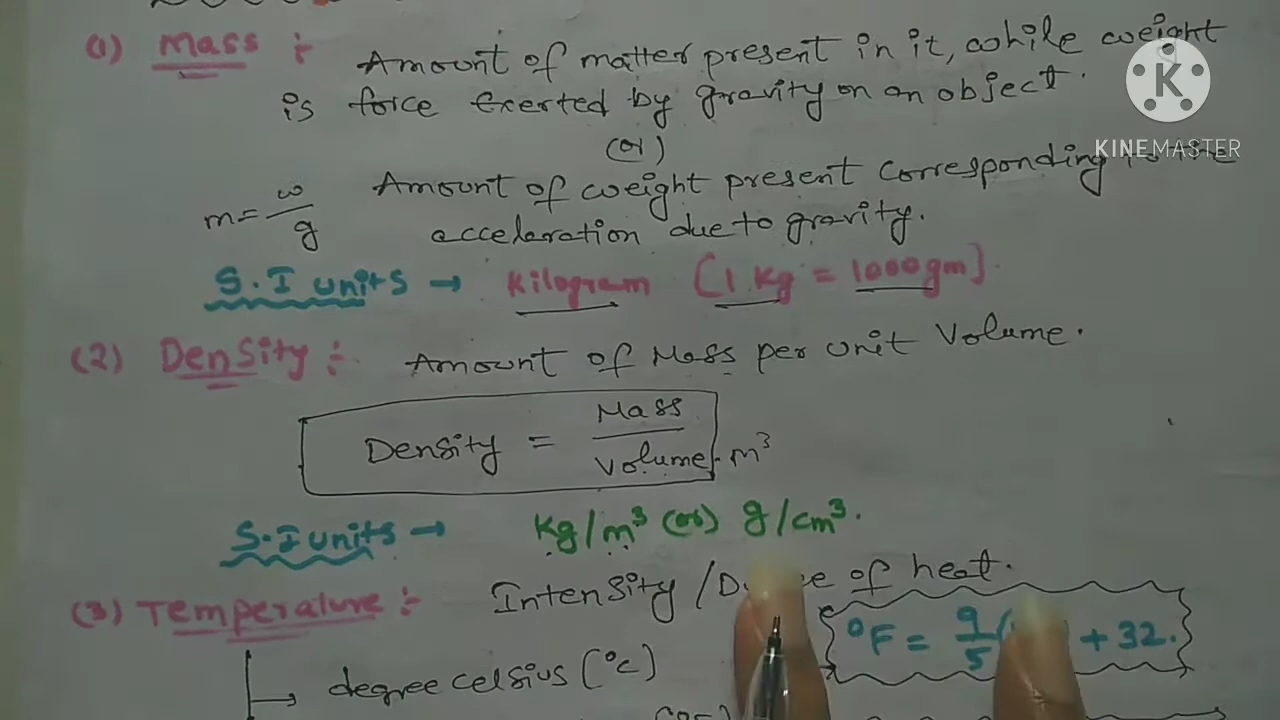 (1) Mass :- Amount of matter present in it, while weight
is force exerted by gravity on an object.
(or)
m = w/g Amount of weight present corresponding to the
acceleration due to gravity.
S.I units → Kilogram [1 Kg = 1000gm].
(2) Density :- Amount of Mass per unit Volume.
Density = Mass/Volume. m³
S.I units → Kg/m³ (or) g/cm³.
(3) Temperature :- Intensity / of heat.
°F = 9/5 ( + 32.
degree celsius (°c)
K
KINEMASTER